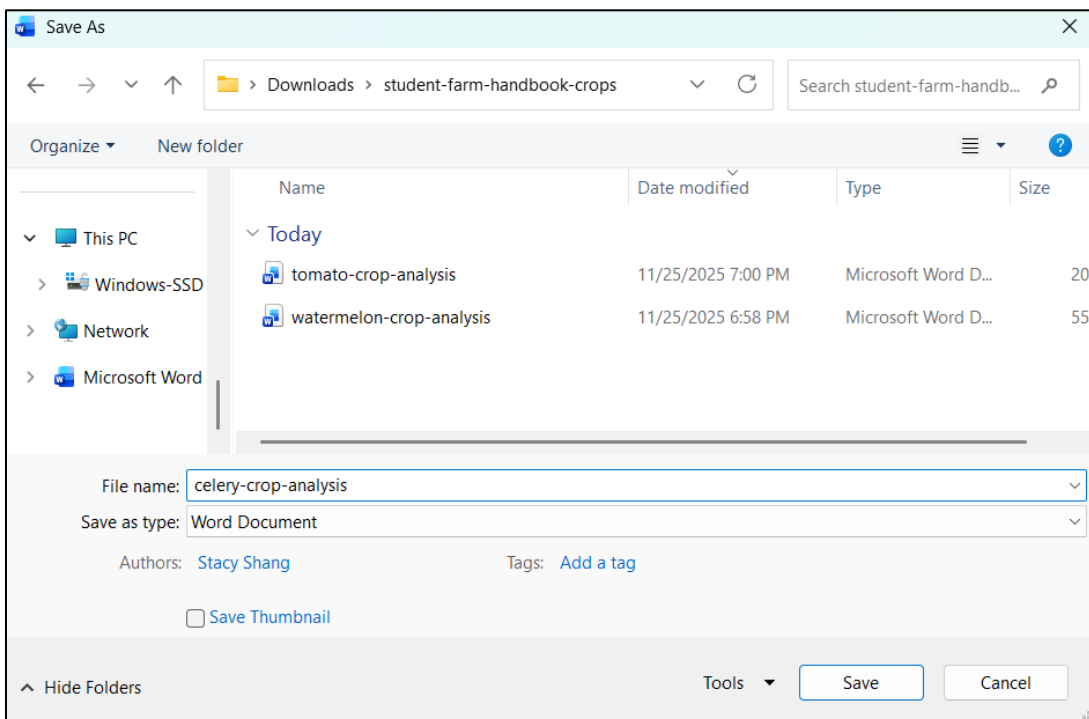 Save As
Downloads > student-farm-handbook-crops
Search student-farm-handb...
Organize
New folder
Name Date modified Type Size
This PC
Windows-SSD
Network
Microsoft Word
Today
tomato-crop-analysis 11/25/2025 7:00 PM Microsoft Word D... 20
watermelon-crop-analysis 11/25/2025 6:58 PM Microsoft Word D... 55
File name: celery-crop-analysis
Save as type: Word Document
Authors: Stacy Shang Tags: Add a tag
Save Thumbnail
Hide Folders
Tools Save Cancel